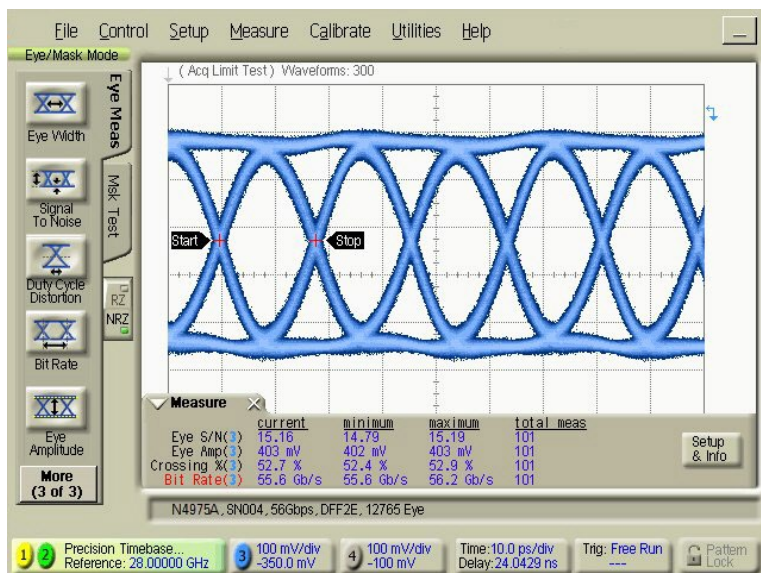 File Control Setup Measure Calibrate Utilities Help
Eye/Mask Mode
Eye Meas
Msk Test
RZ
NRZ
Eye Width
Signal
To Noise
Duty Cycle
Distortion
Bit Rate
Eye
Amplitude
More
(3 of 3)
( Acq Limit Test ) Waveforms: 300
Start
Stop
Measure
current minimum maximum total meas
Eye S/N(3) 15.16 14.79 15.19 101
Eye Amp(3) 403 mV 402 mV 403 mV 101
Crossing %(3) 52.7 % 52.4 % 52.9 % 101
Bit Rate(3) 55.6 Gb/s 55.6 Gb/s 56.2 Gb/s 101
Setup
& Info
N4975A, SN004, 56Gbps, DFF2E, 12765 Eye
1 2 Precision Timebase...
Reference: 28.00000 GHz
3 100 mV/div
-350.0 mV
4 100 mV/div
-100 mV
Time:10.0 ps/div
Delay:24.0429 ns
Trig: Free Run
---
Pattern
Lock